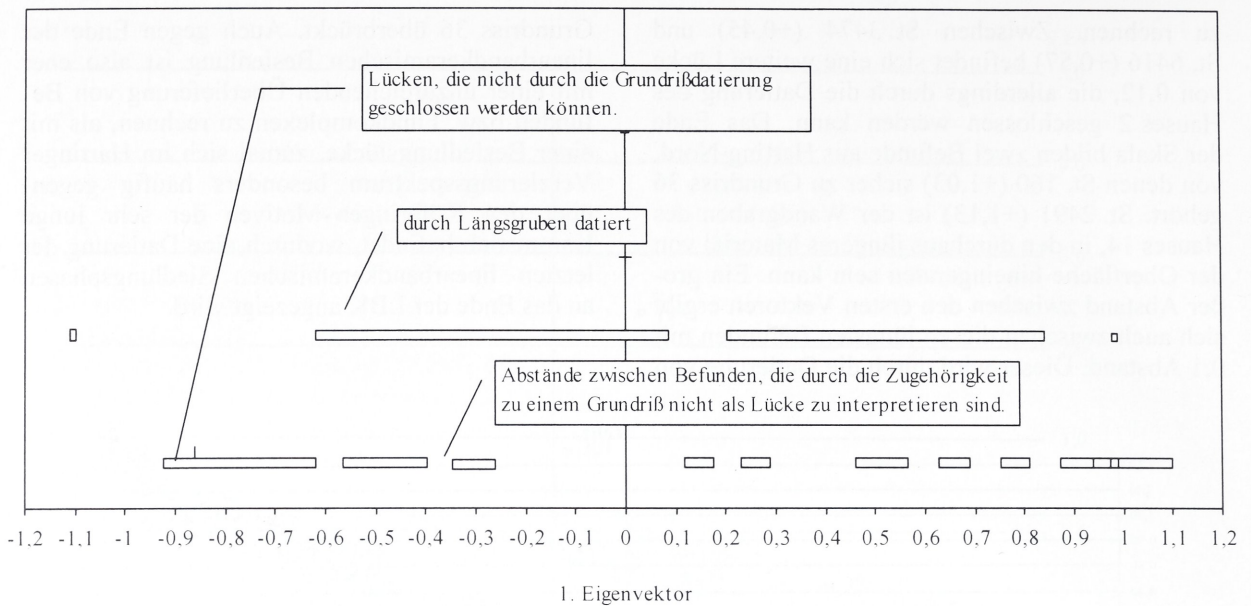 Lücken, die nicht durch die Grundrißdatierung
geschlossen werden können.
durch Längsgruben datiert
Abstände zwischen Befunden, die durch die Zugehörigkeit
zu einem Grundriß nicht als Lücke zu interpretieren sind.
-1,2 -1,1 -1 -0,9 -0,8 -0,7 -0,6 -0,5 -0,4 -0,3 -0,2 -0,1 0 0,1 0,2 0,3 0,4 0,5 0,6 0,7 0,8 0,9 1 1,1 1,2
1. Eigenvektor